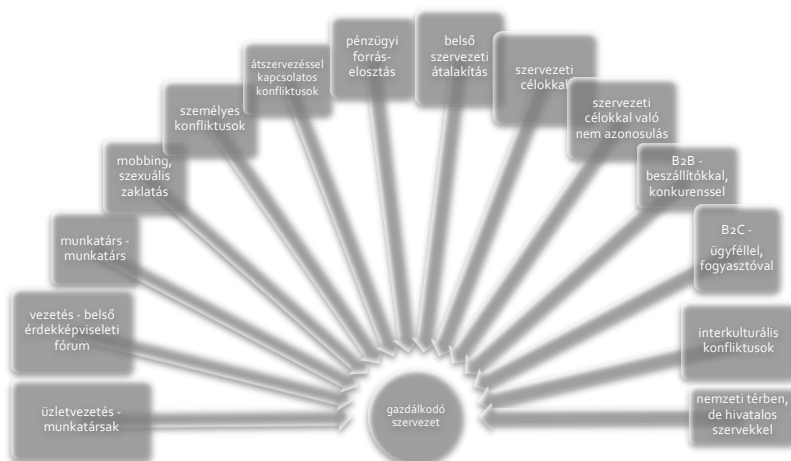 üzletvezetés -
munkatársak
vezetés - belső
érdekképviseleti
fórum
munkatárs -
munkatárs
mobbing,
szexuális
zaklatás
személyes
konfliktusok
átszervezéssel
kapcsolatos
konfliktusok
pénzügyi
forrás-
elosztás
belső
szervezeti
átalakítás
szervezeti
célokkal
szervezeti
célokkal való
nem azonosulás
B2B -
beszállítókkal,
konkurenssel
B2C -
ügyféllel,
fogyasztóval
interkulturális
konfliktusok
nemzeti térben,
de hivatalos
szervekkel
gazdálkodó
szervezet